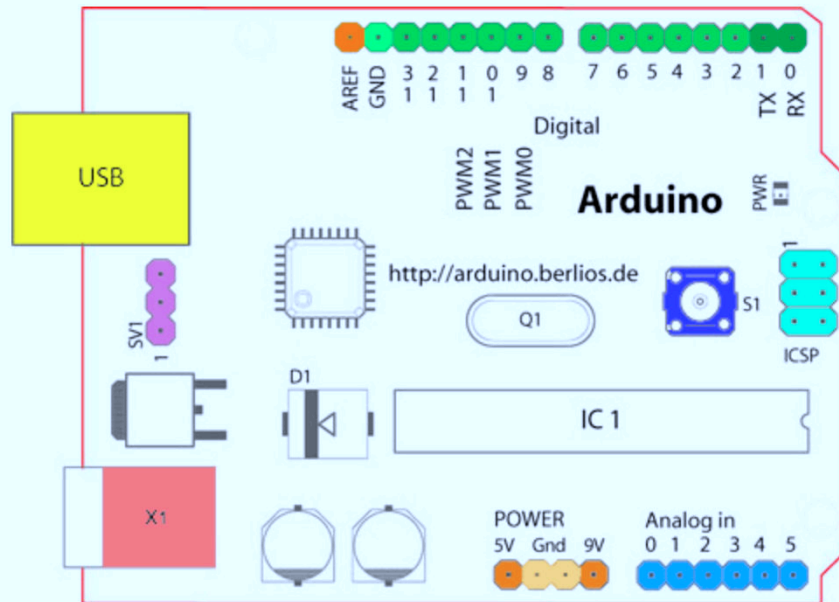 AREF
GND
13
12
11
10
9 8
7 6 5 4 3 2 1 0
TX
RX
Digital
USB
PWM2
PWM1
PWM0
Arduino
PWR
http://arduino.berlios.de
1
SV1
1
Q1
S1
ICSP
D1
IC 1
X1
POWER
5V Gnd 9V
Analog in
0 1 2 3 4 5